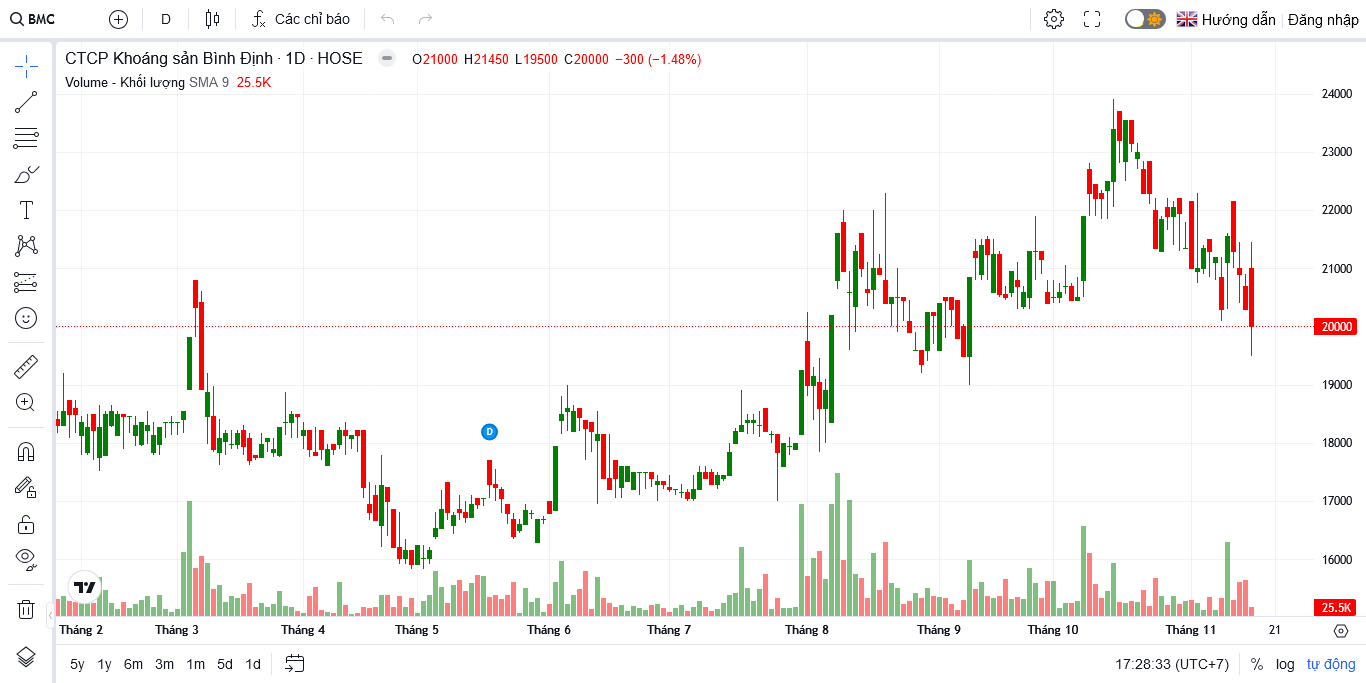 BMC D Các chỉ báo Hướng dẫn Đăng nhập
CTCP Khoáng sản Bình Định · 1D · HOSE O21000 H21450 L19500 C20000 −300 (−1.48%)
Volume - Khối lượng SMA 9 25.5K
24000
23000
22000
21000
20000
19000
18000
D
17000
16000
25.5K
Tháng 2 Tháng 3 Tháng 4 Tháng 5 Tháng 6 Tháng 7 Tháng 8 Tháng 9 Tháng 10 Tháng 11 21
5y 1y 6m 3m 1m 5d 1d 17:28:33 (UTC+7) % log tự động